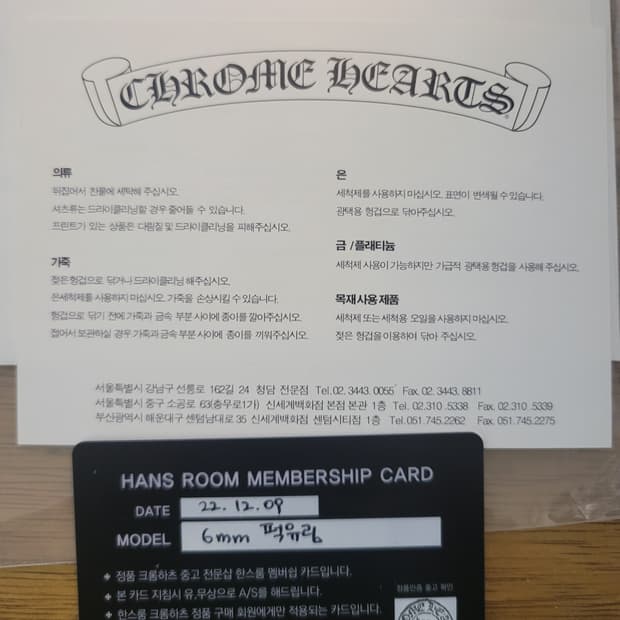 CHROME HEARTS
의류
뒤집어서 찬물에 세탁해 주십시오.
셔츠류는 드라이클리닝할 경우 줄어들 수 있습니다.
프린트가 있는 상품은 다림질 및 드라이클리닝을 피해주십시오.
가죽
젖은 헝겊으로 닦거나 드라이클리닝 해주십시오.
은세척제를 사용하지 마십시오. 가죽을 손상시킬 수 있습니다.
헝겊으로 닦기 전에 가죽과 금속 부분 사이에 종이를 깔아주십시오.
접어서 보관하실 경우 가죽과 금속 부분 사이에 종이를 끼워주십시오.
은
세척제를 사용하지 마십시오. 표면이 변색될 수 있습니다.
광택용 헝겊으로 닦아주십시오.
금 / 플래티늄
세척제 사용이 가능하지만 가급적 광택용 헝겊을 사용해 주십시오.
목재 사용 제품
세척제 또는 세척용 오일을 사용하지 마십시오.
젖은 헝겊을 이용하여 닦아 주십시오.
서울특별시 강남구 선릉로 162길 24 청담 전문점 Tel. 02. 3443. 0055 Fax. 02. 3443. 8811
서울특별시 중구 소공로 63(충무로1가) 신세계백화점 본점 본관 1층 Tel. 02.310 .5338 Fax. 02.310 .5339
부산광역시 해운대구 센텀남대로 35 신세계백화점 센텀시티점 1층 Tel.051.745.2262 Fax. 051.745.2275
HANS ROOM MEMBERSHIP CARD
DATE 22.12.09
MODEL 6mm 퍽유링
* 정품 크롬하츠 중고 전문샵 한스룸 멤버쉽 카드입니다.
* 본 카드 지참시 유,무상으로 A/S를 해드립니다.
* 한스룸 크롬하츠 정품 구매 회원에게만 적용되는 카드입니다.
정품인증 중고 확인